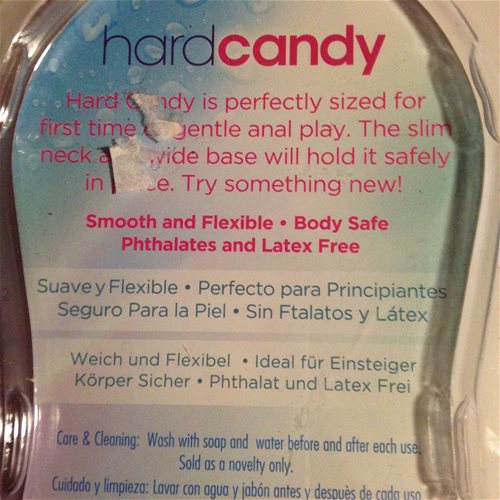 hardcandy
Hard ndy is perfectly sized for
first time gentle anal play. The slim
neck wide base will hold it safely
in Try something new!
Smooth and Flexible • Body Safe
Phthalates and Latex Free
Suave y Flexible • Perfecto para Principiantes
Seguro Para la Piel • Sin Ftalatos y Látex
Weich und Flexibel • Ideal für Einsteiger
Körper Sicher • Phthalat und Latex Frei
Care & Cleaning: Wash with soap and water before and after each use.
Sold as a novelty only.
Cuidado y limpieza: Lavar con agua y jabón antes y despuès de cada uso